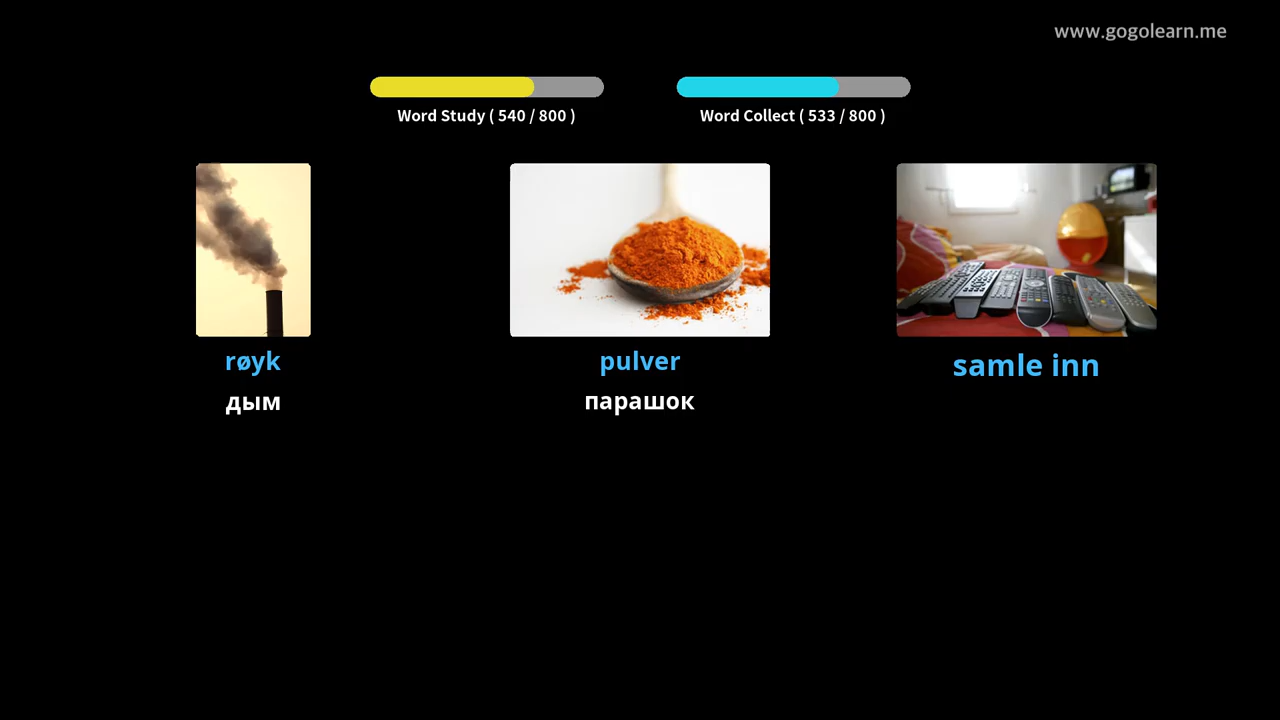 www.gogolearn.me
Word Study ( 540 / 800 )
Word Collect ( 533 / 800 )
røyk
pulver
samle inn
дым
парашок